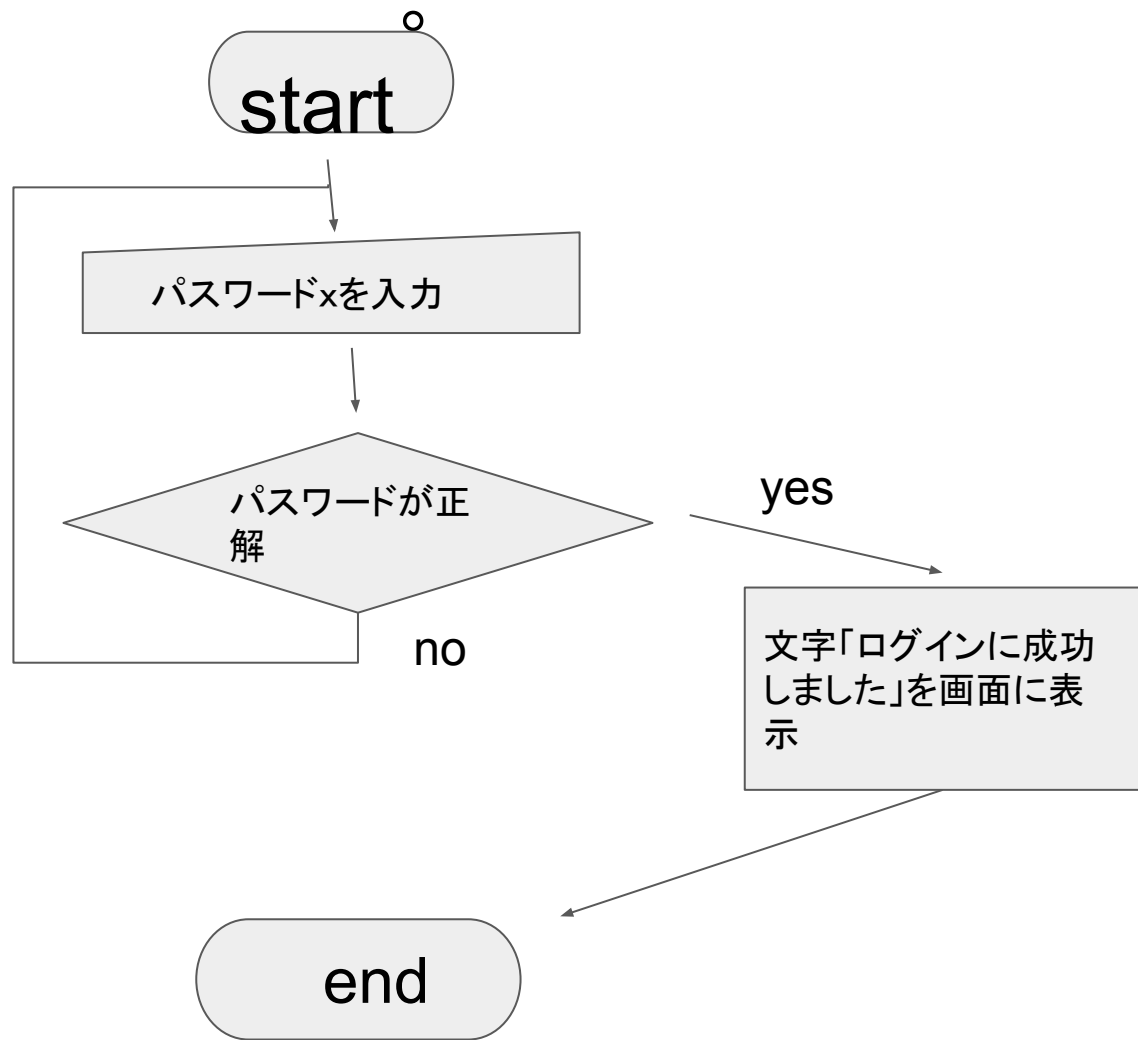 start
パスワードxを入力
パスワードが正
解
yes
no
文字「ログインに成功
しました」を画面に表
示
end